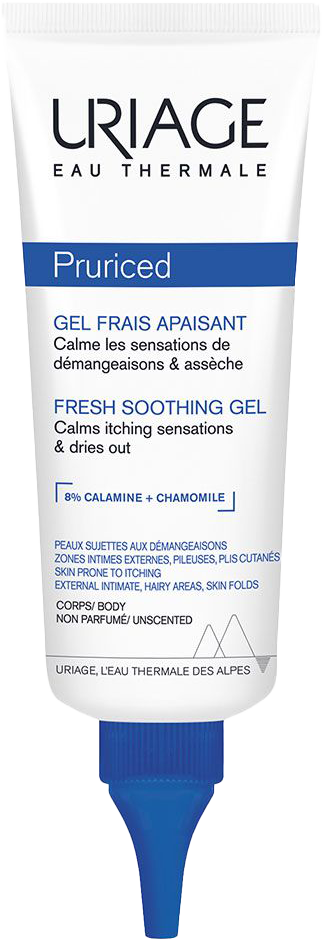 URIAGE
EAU THERMALE
Pruriced
GEL FRAIS APAISANT
Calme les sensations de
démangeaisons & assèche
FRESH SOOTHING GEL
Calms itching sensations
& dries out
8% CALAMINE + CHAMOMILE
PEAUX SUJETTES AUX DÉMANGEAISONS
ZONES INTIMES EXTERNES, PILEUSES, PLIS CUTANÉS
SKIN PRONE TO ITCHING
EXTERNAL INTIMATE, HAIRY AREAS, SKIN FOLDS
CORPS/ BODY
NON PARFUMÉ/ UNSCENTED
URIAGE, L'EAU THERMALE DES ALPES